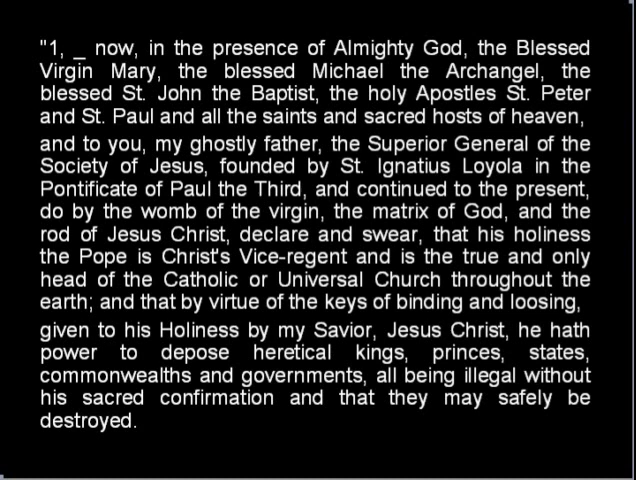 "1, _ now, in the presence of Almighty God, the Blessed
Virgin Mary, the blessed Michael the Archangel, the
blessed St. John the Baptist, the holy Apostles St. Peter
and St. Paul and all the saints and sacred hosts of heaven,
and to you, my ghostly father, the Superior General of the
Society of Jesus, founded by St. Ignatius Loyola in the
Pontificate of Paul the Third, and continued to the present,
do by the womb of the virgin, the matrix of God, and the
rod of Jesus Christ, declare and swear, that his holiness
the Pope is Christ's Vice-regent and is the true and only
head of the Catholic or Universal Church throughout the
earth; and that by virtue of the keys of binding and loosing,
given to his Holiness by my Savior, Jesus Christ, he hath
power to depose heretical kings, princes, states,
commonwealths and governments, all being illegal without
his sacred confirmation and that they may safely be
destroyed.